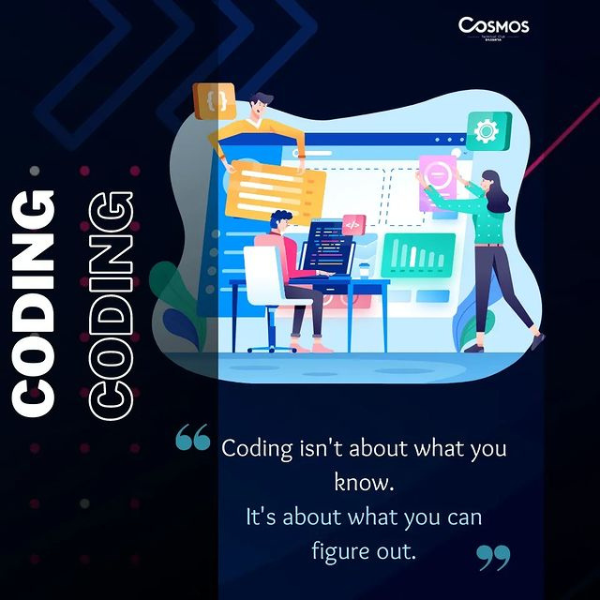 COSMOS
CODING
CODING
{}
</>
“ Coding isn't about what you
know.
It's about what you can
figure out. ”